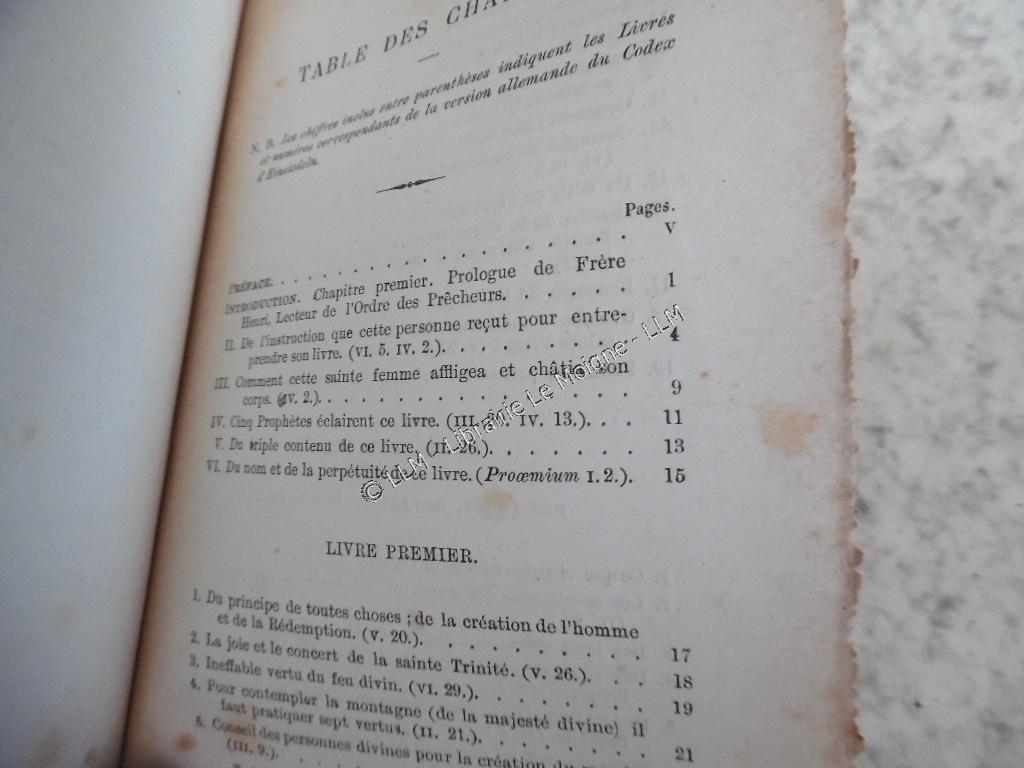 TABLE DES
N. B. Les chiffres inclus entre parenthèses indiquent les Livres
et numéros correspondants de la version allemande du Codex
d'Einsiedeln.
Pages.
PRÉFACE. . . . . . . . . . . . . . . . . V
INTRODUCTION. Chapitre premier. Prologue de Frère
Henri, Lecteur de l'Ordre des Prêcheurs. . . . . . 1
II. De l'instruction que cette personne reçut pour entre-
prendre son livre. (VI. 5. IV. 2.). . . . . . . . . 4
III. Comment cette sainte femme affligea et châtia son
corps. (IV. 2.). . . . . . . . . . . . . . 9
IV. Cinq Prophètes éclairent ce livre. (III. IV. 13.). . . 11
V. Du triple contenu de ce livre. (II. 26.). . . . . . . 13
VI. Du nom et de la perpétuité de ce livre. (Proœmium I. 2.). 15
© LLM - Librairie Le Moigne - LLM
LIVRE PREMIER.
1. Du principe de toutes choses ; de la création de l'homme
et de la Rédemption. (V. 20.). . . . . . . . . 17
2. La joie et le concert de la sainte Trinité. (V. 26.). . . 18
3. Ineffable vertu du feu divin. (VI. 29.). . . . . . . 19
4. Pour contempler la montagne (de la majesté divine) il
faut pratiquer sept vertus. (II. 21.). . . . . . . 21
5. Conseil des personnes divines pour la création du
(III. 9.). . . . .